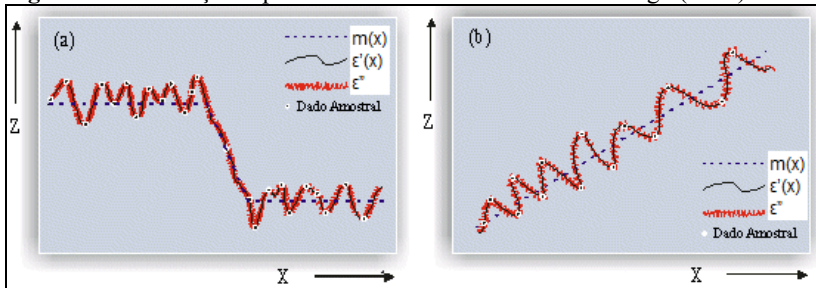 (a)
m(x)
ε'(x)
ε"
Dado Amostral
Z
X
(b)
Z
m(x)
ε'(x)
ε"
Dado Amostral
X